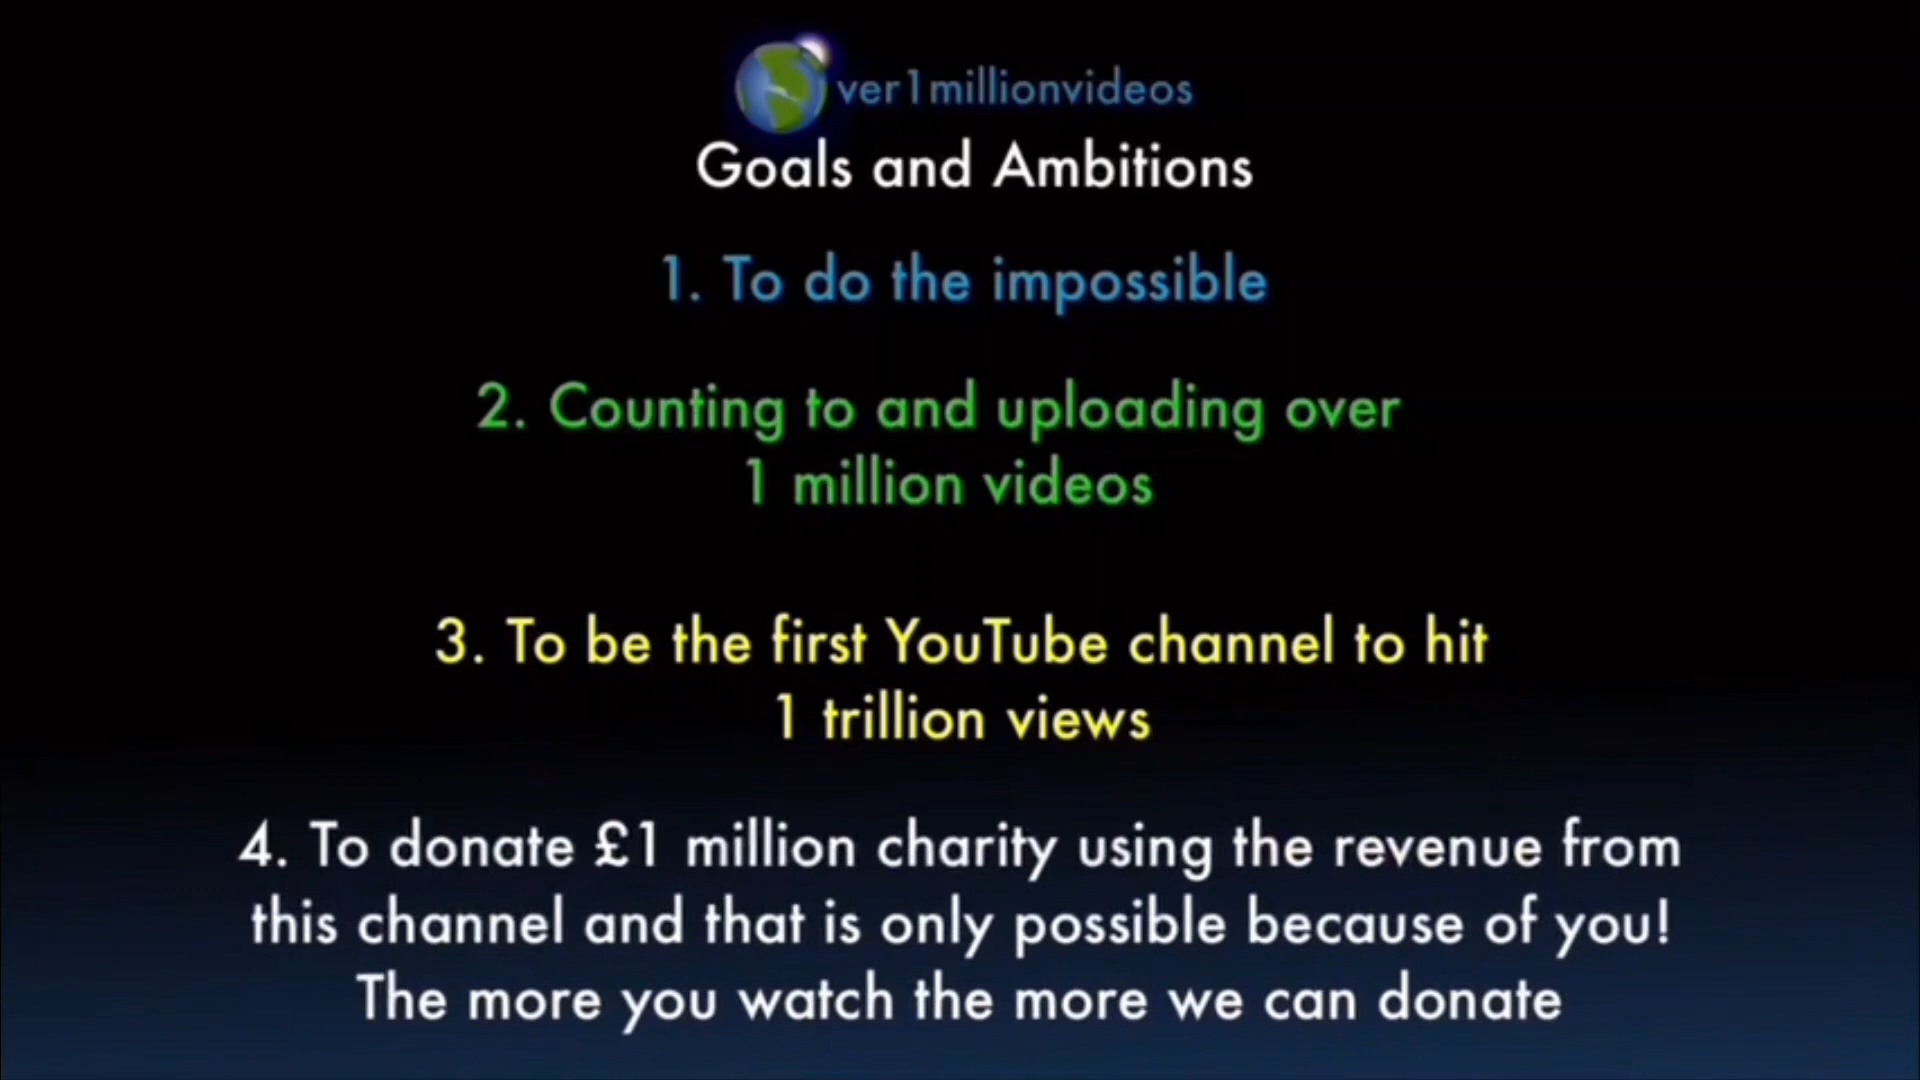 ver1millionvideos
Goals and Ambitions
1. To do the impossible
2. Counting to and uploading over
1 million videos
3. To be the first YouTube channel to hit
1 trillion views
4. To donate £1 million charity using the revenue from
this channel and that is only possible because of you!
The more you watch the more we can donate